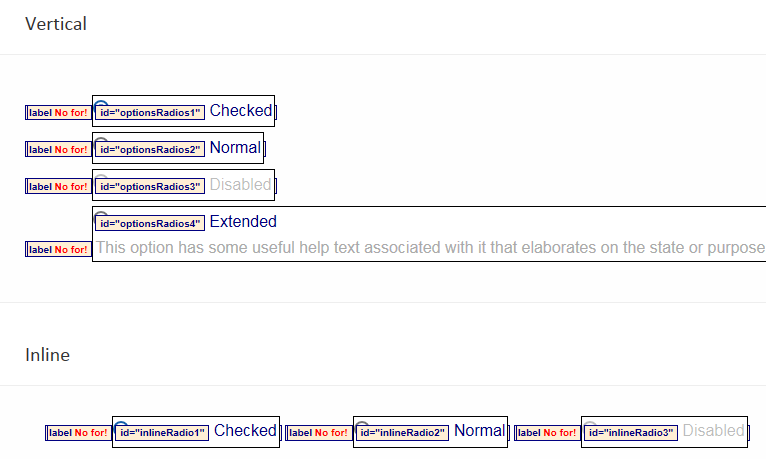 Vertical
label No for! id="optionsRadios1" Checked
label No for! id="optionsRadios2" Normal
label No for! id="optionsRadios3" Disabled
id="optionsRadios4" Extended
label No for! This option has some useful help text associated with it that elaborates on the state or purpose
Inline
label No for! id="inlineRadio1" Checked label No for! id="inlineRadio2" Normal label No for! id="inlineRadio3" Disabled